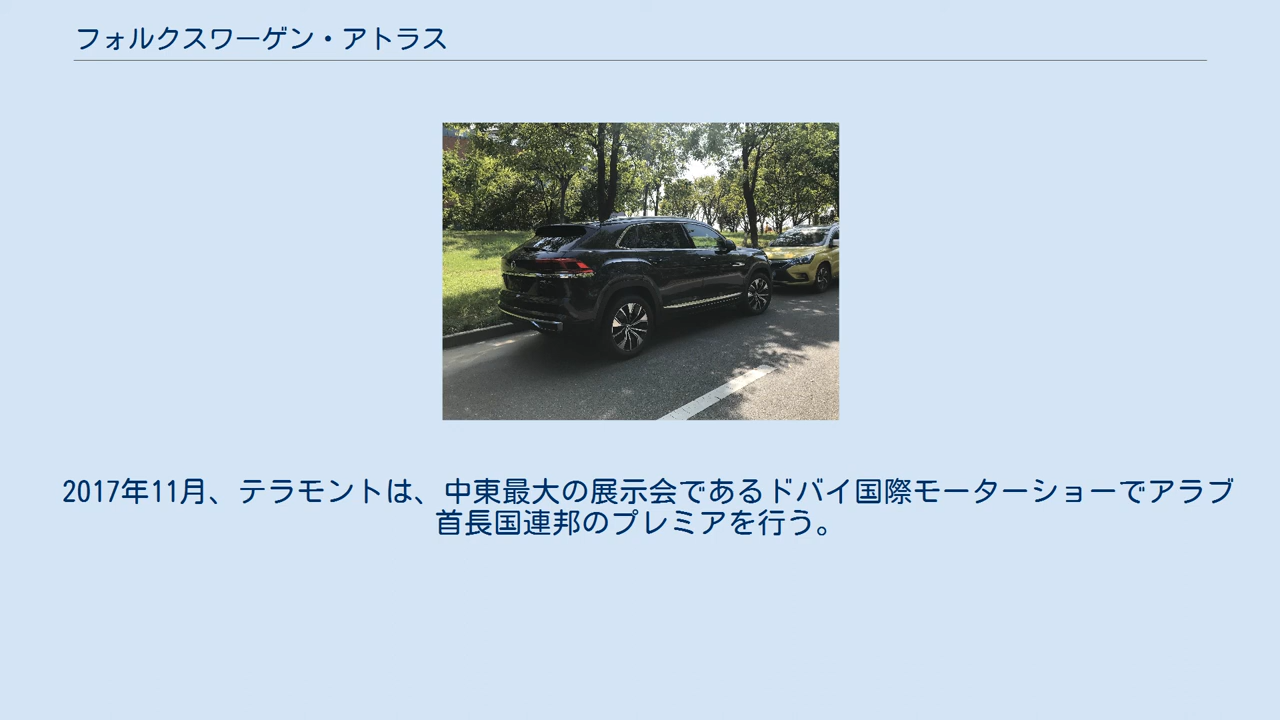 フォルクスワーゲン・アトラス
2017年11月、テラモントは、中東最大の展示会であるドバイ国際モーターショーでアラブ
首長国連邦のプレミアを行う。